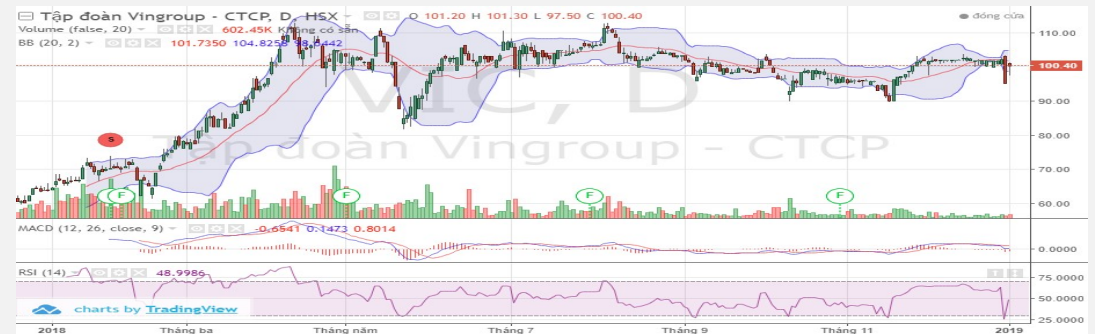 Tập đoàn Vingroup - CTCP, D, HSX O 101.20 H 101.30 L 97.50 C 100.40
đóng cửa
Volume (false, 20) 602.45K Không có sẵn
BB (20, 2) 101.7350 104.8258
110.00
100.40
90.00
80.00
70.00
60.00
VIC, D
Tập đoàn Vingroup - CTCP
S
F F F F
MACD (12, 26, close, 9) -0.6541 0.1473 0.8014
0.0000
RSI (14) 48.9986
75.0000
50.0000
25.0000
charts by TradingView
2018 Tháng ba Tháng năm Tháng 7 Tháng 9 Tháng 11 2019